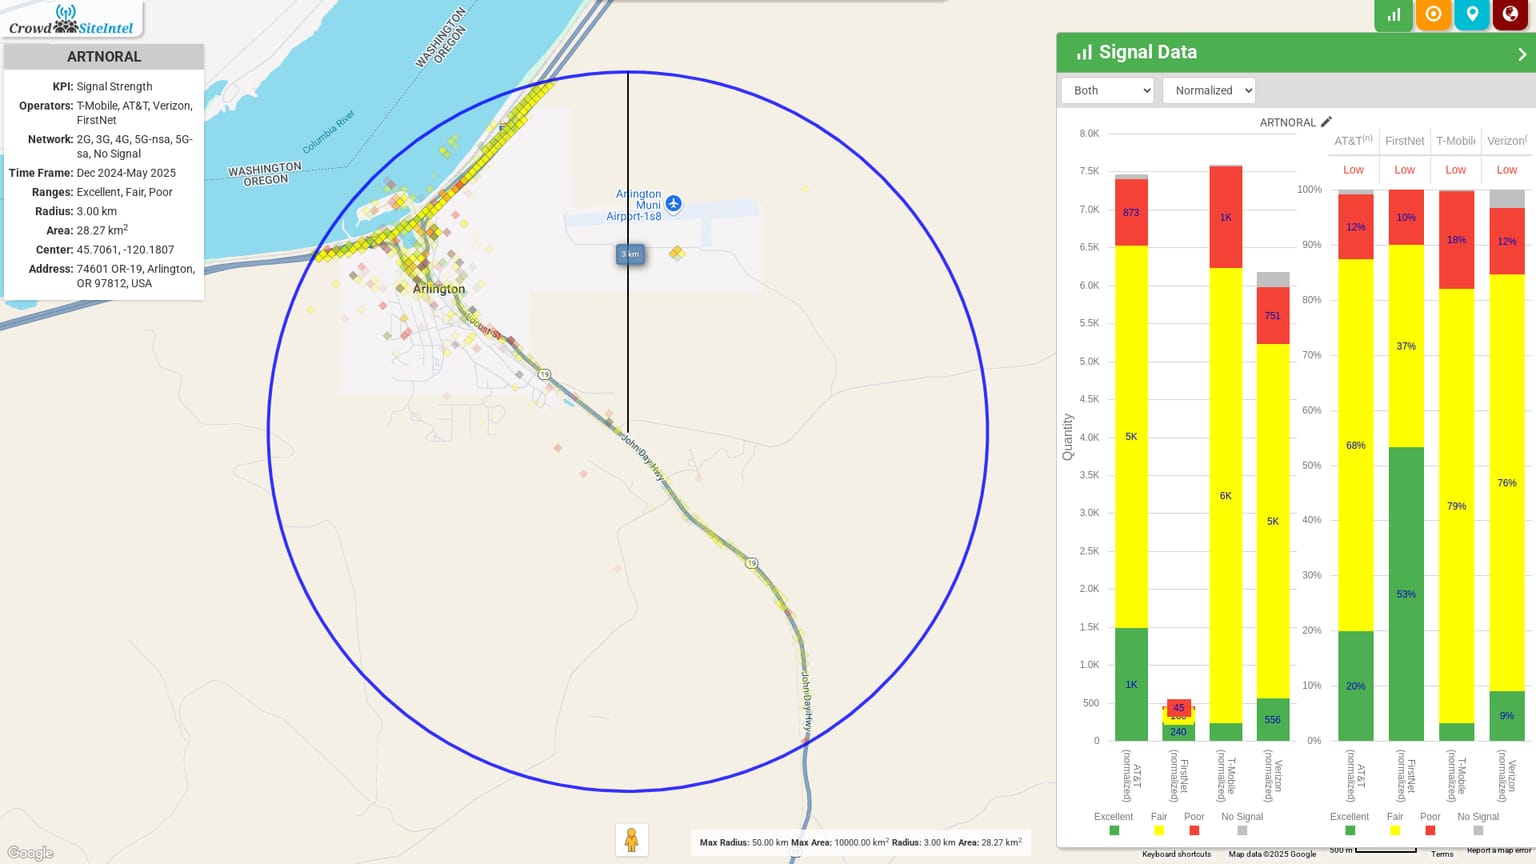 Crowd SiteIntel
ARTNORAL
KPI: Signal Strength
Operators: T-Mobile, AT&T, Verizon,
FirstNet
Network: 2G, 3G, 4G, 5G-nsa, 5G-
sa, No Signal
Time Frame: Dec 2024-May 2025
Ranges: Excellent, Fair, Poor
Radius: 3.00 km
Area: 28.27 km²
Center: 45.7061, -120.1807
Address: 74601 OR-19, Arlington,
OR 97812, USA
WASHINGTON
OREGON
Columbia River
WASHINGTON
OREGON
Arlington
Muni
Airport-1s8
3 km
Arlington
Locust St
19
John Day Hwy
19
John Day Hwy
19
Google
Max Radius: 50.00 km Max Area: 10000.00 km² Radius: 3.00 km Area: 28.27 km²
Signal Data
Both
Normalized
ARTNORAL
8.0K
7.5K
7.0K
6.5K
6.0K
5.5K
5.0K
4.5K
4.0K
3.5K
3.0K
2.5K
2.0K
1.5K
1.0K
500
0
Quantity
873
5K
1K
45
240
1K
6K
751
5K
556
AT&T (normalized)
FirstNet (normalized)
T-Mobile (normalized)
Verizon (normalized)
Excellent Fair Poor No Signal
AT&T(n) FirstNet T-Mobile Verizon(
Low Low Low Low
100%
90%
80%
70%
60%
50%
40%
30%
20%
10%
0%
12%
68%
20%
10%
37%
53%
18%
79%
12%
76%
9%
AT&T (normalized)
FirstNet (normalized)
T-Mobile (normalized)
Verizon (normalized)
Excellent Fair Poor No Signal
Keyboard shortcuts Map data ©2025 Google 500 m Terms Report a map error